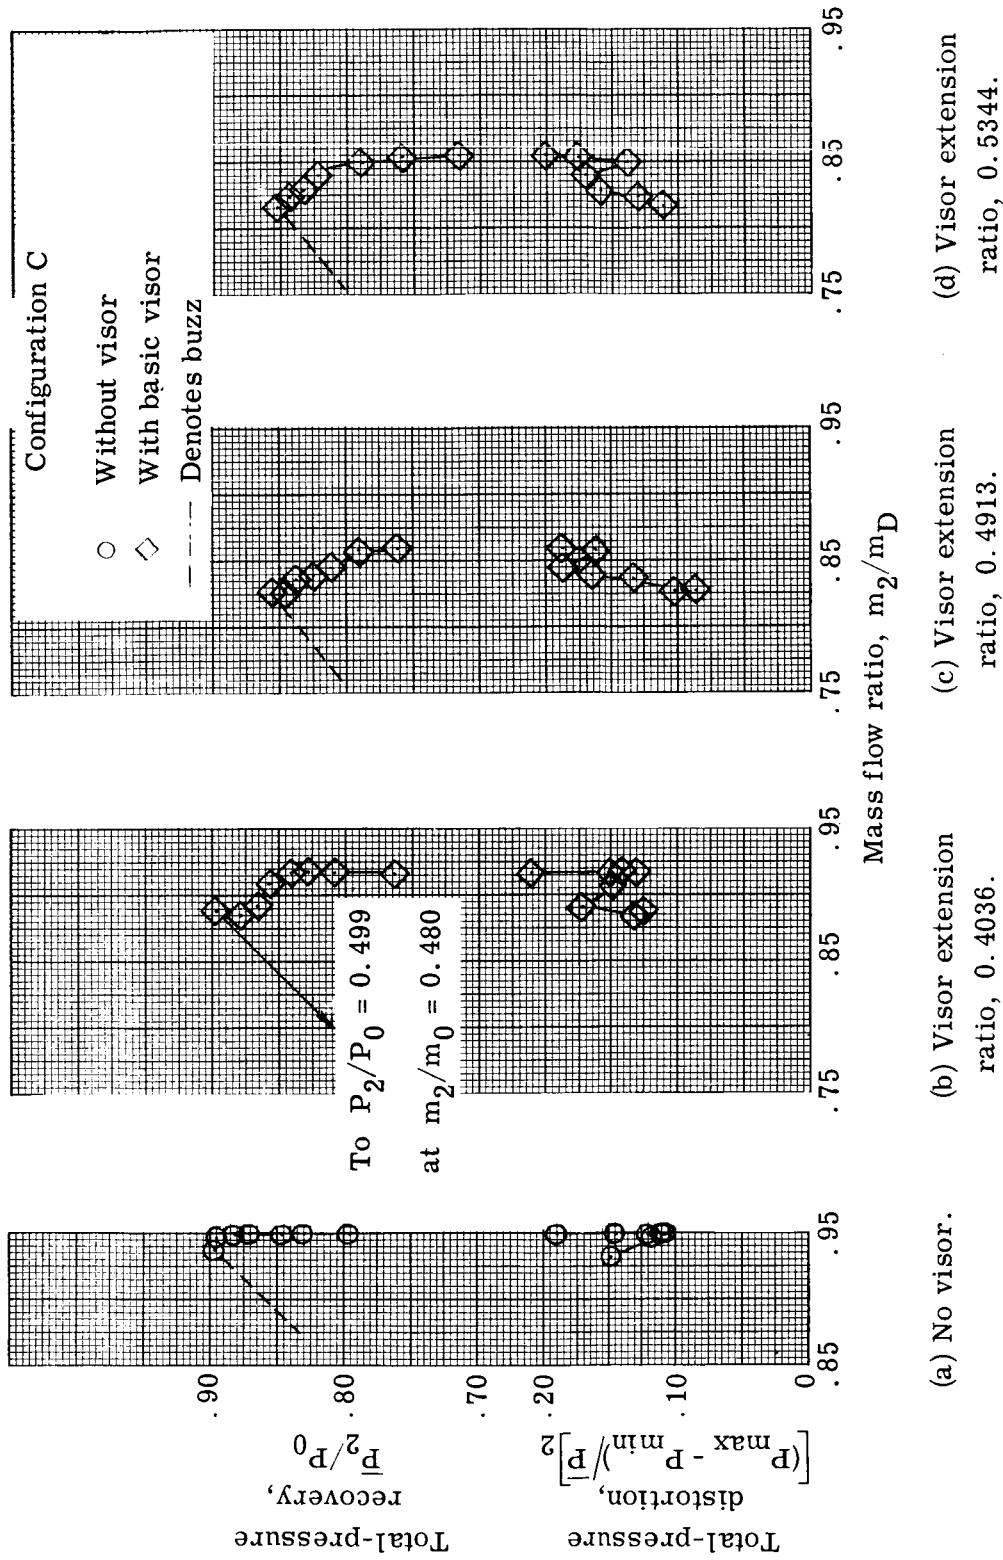 Configuration C
Without visor
With basic visor
Denotes buzz
Total-pressure
recovery,
P̅2/P0
.90
.80
.70
Total-pressure
distortion,
[(Pmax - Pmin)/P̅]2
.20
.10
0
To P2/P0 = 0.499
at m2/m0 = 0.480
.85
.95
.75
.85
.95
.75
.85
.95
.75
.85
.95
Mass flow ratio, m2/mD
(a) No visor.
(b) Visor extension
ratio, 0.4036.
(c) Visor extension
ratio, 0.4913.
(d) Visor extension
ratio, 0.5344.